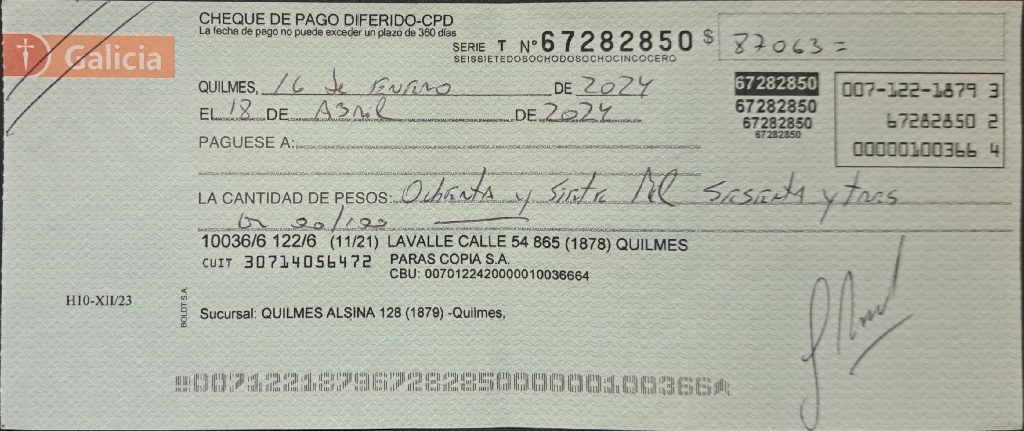 CHEQUE DE PAGO DIFERIDO-CPD
La fecha de pago no puede exceder un plazo de 360 días
SERIE T N° 67282850 $ 87063=
SEISSIETEDOSOCHODOSOCHOCINCOCERO
Galicia
QUILMES, 16 de Enero DE 2024
EL 18 DE Abril DE 2024
67282850
67282850
67282850
67282850
007-122-1879 3
67282850 2
00000100366 4
PAGUESE A:
LA CANTIDAD DE PESOS: Ochenta y Siete Mil Sesenta y tres
00/100
10036/6 122/6 (11/21) LAVALLE CALLE 54 865 (1878) QUILMES
CUIT 30714056472 PARAS COPIA S.A.
CBU: 0070122420000010036664
H10-XII/23
BOLDT S.A.
Sucursal: QUILMES ALSINA 128 (1879) -Quilmes,